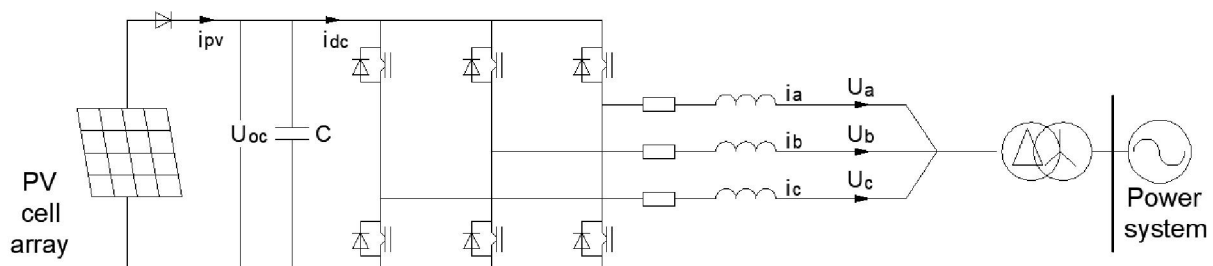 PV
cell
array
ipv
Uoc
C
idc
ia
Ua
ib
Ub
ic
Uc
Power
system